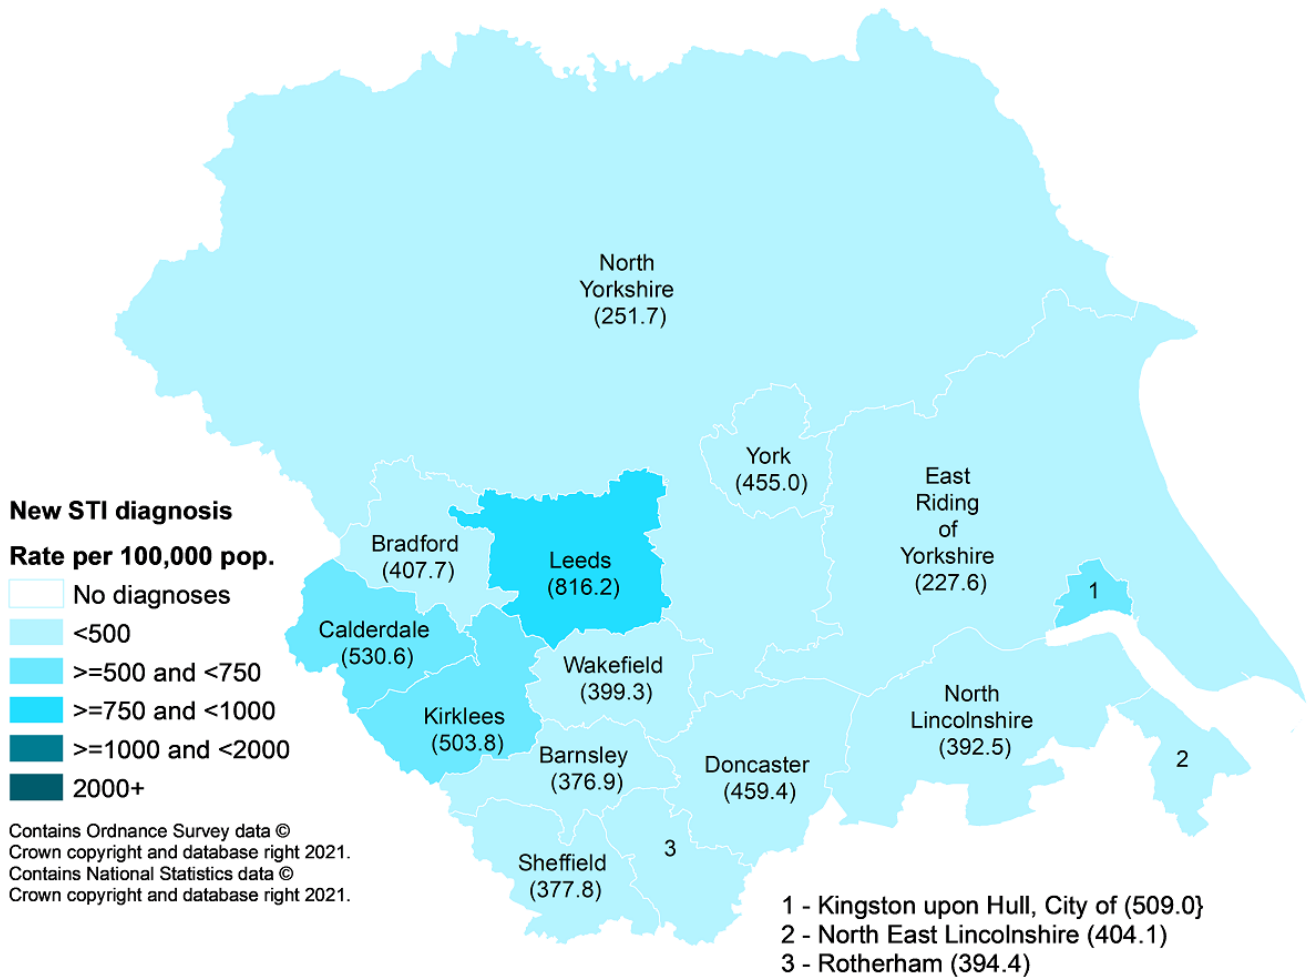 North
Yorkshire
(251.7)
York
(455.0)
East
Riding
of
Yorkshire
(227.6)
1
Bradford
(407.7)
Leeds
(816.2)
Calderdale
(530.6)
Wakefield
(399.3)
Kirklees
(503.8)
North
Lincolnshire
(392.5)
2
Barnsley
(376.9)
Doncaster
(459.4)
3
Sheffield
(377.8)
New STI diagnosis
Rate per 100,000 pop.
No diagnoses
<500
>=500 and <750
>=750 and <1000
>=1000 and <2000
2000+
Contains Ordnance Survey data ©
Crown copyright and database right 2021.
Contains National Statistics data ©
Crown copyright and database right 2021.
1 - Kingston upon Hull, City of (509.0}
2 - North East Lincolnshire (404.1)
3 - Rotherham (394.4)